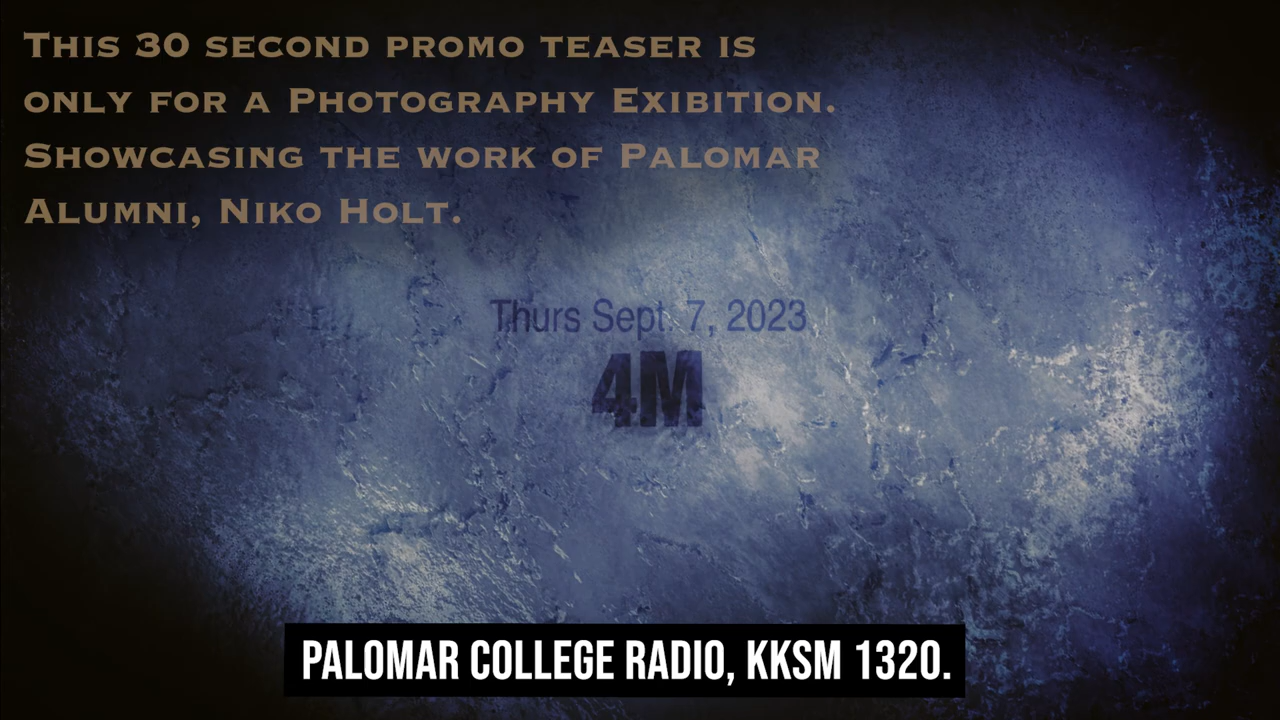 This 30 second promo teaser is
only for a Photography Exibition.
Showcasing the work of Palomar
Alumni, Niko Holt.
Thurs Sept. 7, 2023
4M
PALOMAR COLLEGE RADIO, KKSM 1320.